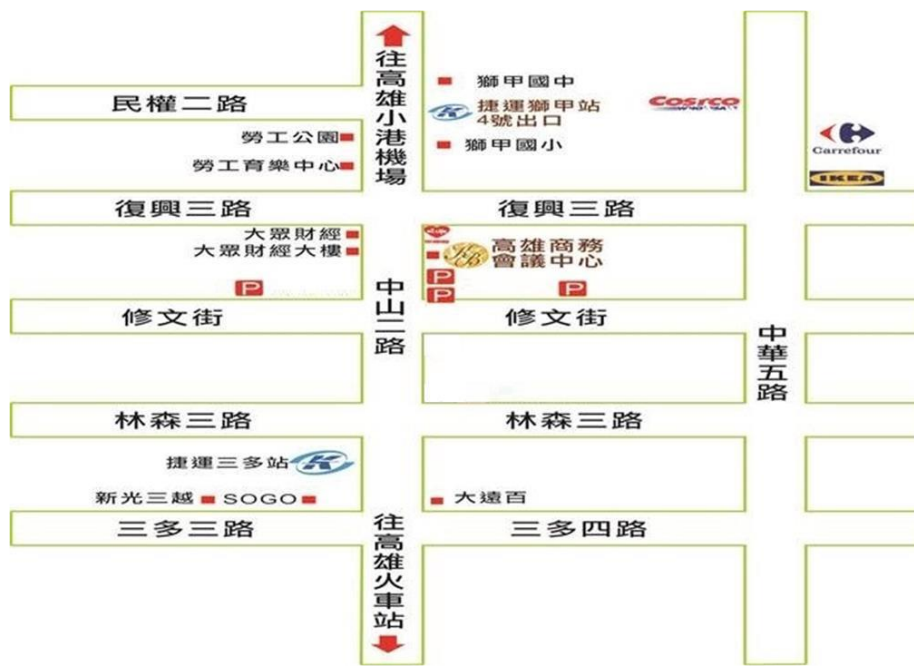 往高雄小港機場
獅甲國中
民權二路
捷運獅甲站
4號出口
COSTCO
WHOLESALE
勞工公園
獅甲國小
Carrefour
勞工育樂中心
IKEA
復興三路
復興三路
大眾財經
大眾財經大樓
KB
高雄商務
會議中心
P
P
P
P
中山二路
修文街
修文街
中華五路
林森三路
林森三路
捷運三多站
新光三越
SOGO
大遠百
三多三路
三多四路
往高雄火車站